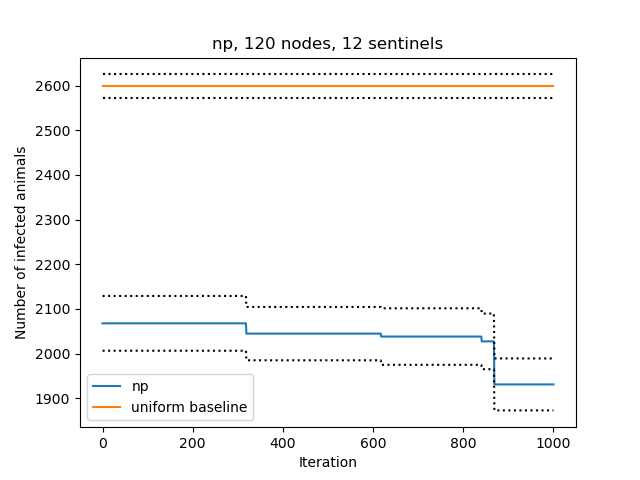 np, 120 nodes, 12 sentinels
2600
2500
2400
2300
2200
2100
2000
1900
Number of infected animals
np
uniform baseline
0 200 400 600 800 1000
Iteration